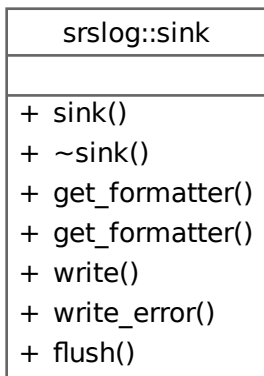 srslog::sink
+ sink()
+ ~sink()
+ get_formatter()
+ get_formatter()
+ write()
+ write_error()
+ flush()